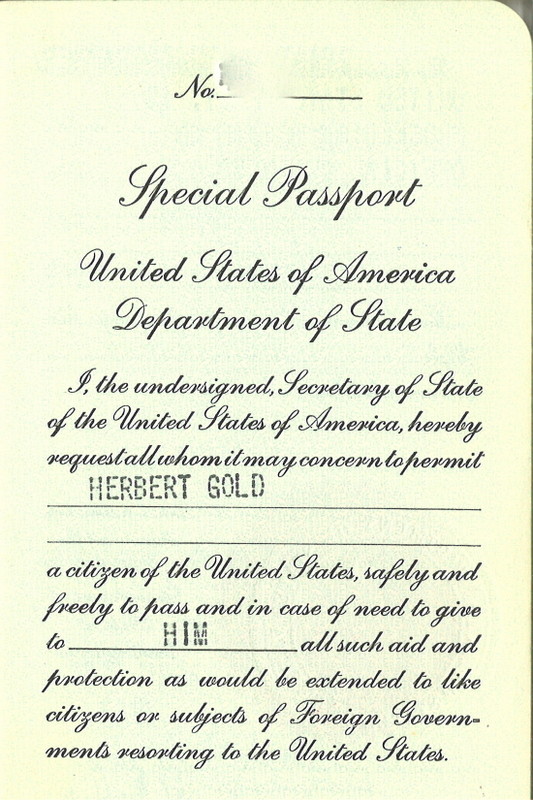 No.
Special Passport
United States of America
Department of State
I, the undersigned, Secretary of State
of the United States of America, hereby
request all whom it may concern to permit
HERBERT GOLD
a citizen of the United States, safely and
freely to pass and in case of need to give
to HIM all such aid and
protection as would be extended to like
citizens or subjects of Foreign Govern-
ments resorting to the United States.